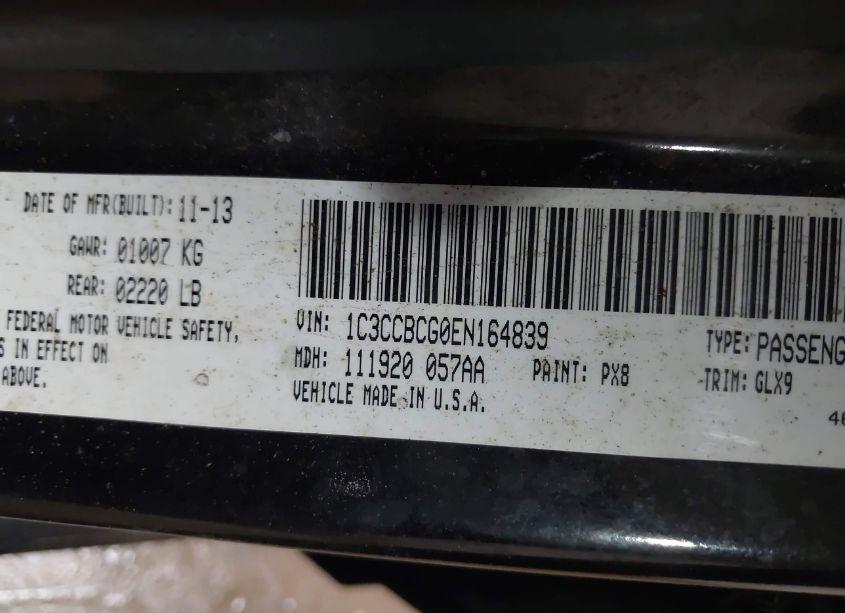 DATE OF MFR(BUILT): 11-13
GAWR: 01007 KG
REAR: 02220 LB
FEDERAL MOTOR VEHICLE SAFETY,
S IN EFFECT ON
ABOVE.
VIN: 1C3CCBCG0EN164839
TYPE: PASSENG
MDH: 111920 057AA
PAINT: PX8
TRIM: GLX9
VEHICLE MADE IN U.S.A.
46